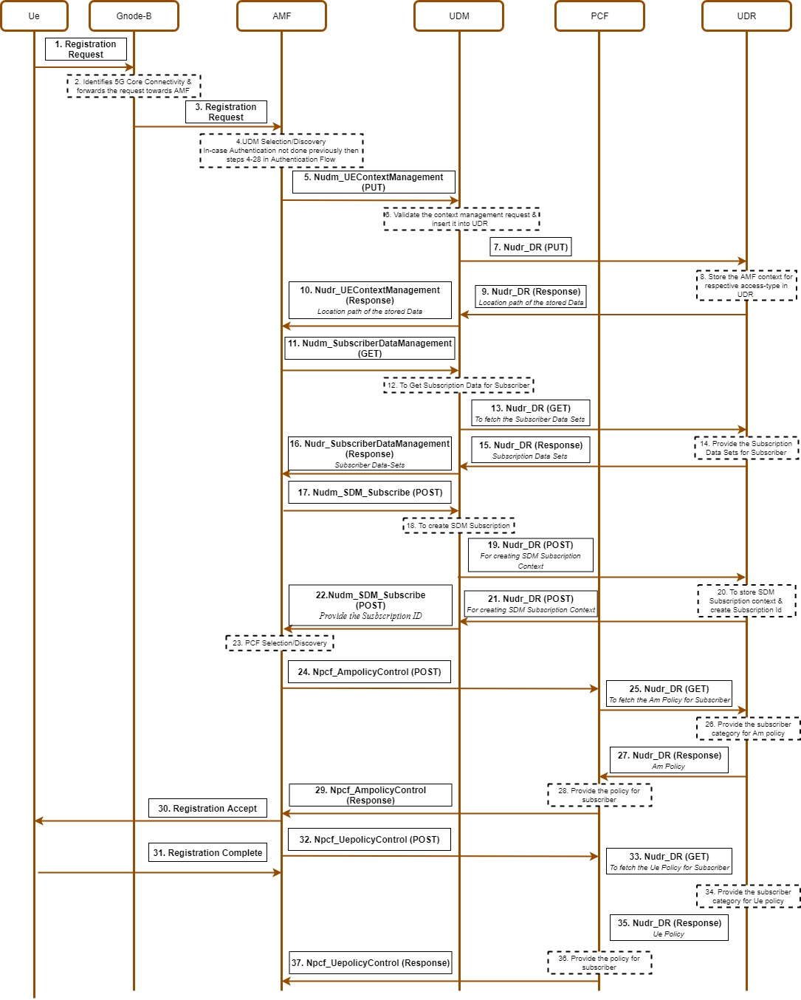 Ue
Gnode-B
AMF
UDM
PCF
UDR
1. Registration
Request
2. Identifies 5G Core Connectivity &
forwards the request towards AMF
3. Registration
Request
4.UDM Selection/Discovery
In-case Authentication not done previously then
steps 4-28 in Authentication Flow
5. Nudm_UEContextManagement
(PUT)
6. Validate the context management request &
insert it into UDR
7. Nudr_DR (PUT)
8. Store the AMF context for
respective access-type in
UDR
9. Nudr_DR (Response)
Location path of the stored Data
10. Nudr_UEContextManagement
(Response)
Location path of the stored Data
11. Nudm_SubscriberDataManagement
(GET)
12. To Get Subscription Data for Subscriber
13. Nudr_DR (GET)
To fetch the Subscriber Data Sets
14. Provide the Subscription
Data Sets for Subscriber
15. Nudr_DR (Response)
Subscription Data Sets
16. Nudr_SubscriberDataManagement
(Response)
Subscriber Data-Sets
17. Nudm_SDM_Subscribe (POST)
18. To create SDM Subscription
19. Nudr_DR (POST)
For creating SDM Subscription
Context
20. To store SDM
Subscription context &
create Subscription Id
21. Nudr_DR (POST)
For creating SDM Subscription Context
22.Nudm_SDM_Subscribe
(POST)
Provide the Susbscription ID
23. PCF Selection/Discovery
24. Npcf_AmpolicyControl (POST)
25. Nudr_DR (GET)
To fetch the Am Policy for Subscriber
26. Provide the subscriber
category for Am policy
27. Nudr_DR (Response)
Am Policy
28. Provide the policy for
subscriber
29. Npcf_AmpolicyControl
(Response)
30. Registration Accept
31. Registration Complete
32. Npcf_UepolicyControl (POST)
33. Nudr_DR (GET)
To fetch the Ue Policy for Subscriber
34. Provide the subscriber
category for Ue policy
35. Nudr_DR (Response)
Ue Policy
36. Provide the policy for
subscriber
37. Npcf_UepolicyControl (Response)